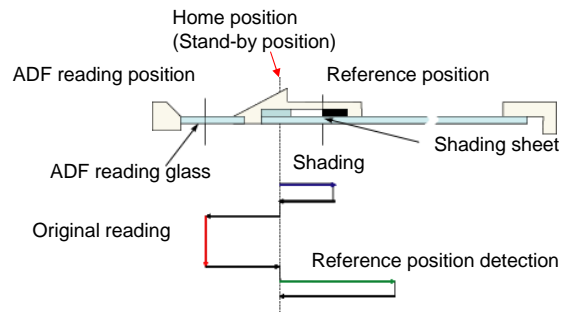 Home position
(Stand-by position)
ADF reading position
Reference position
Shading sheet
ADF reading glass
Shading
Original reading
Reference position detection